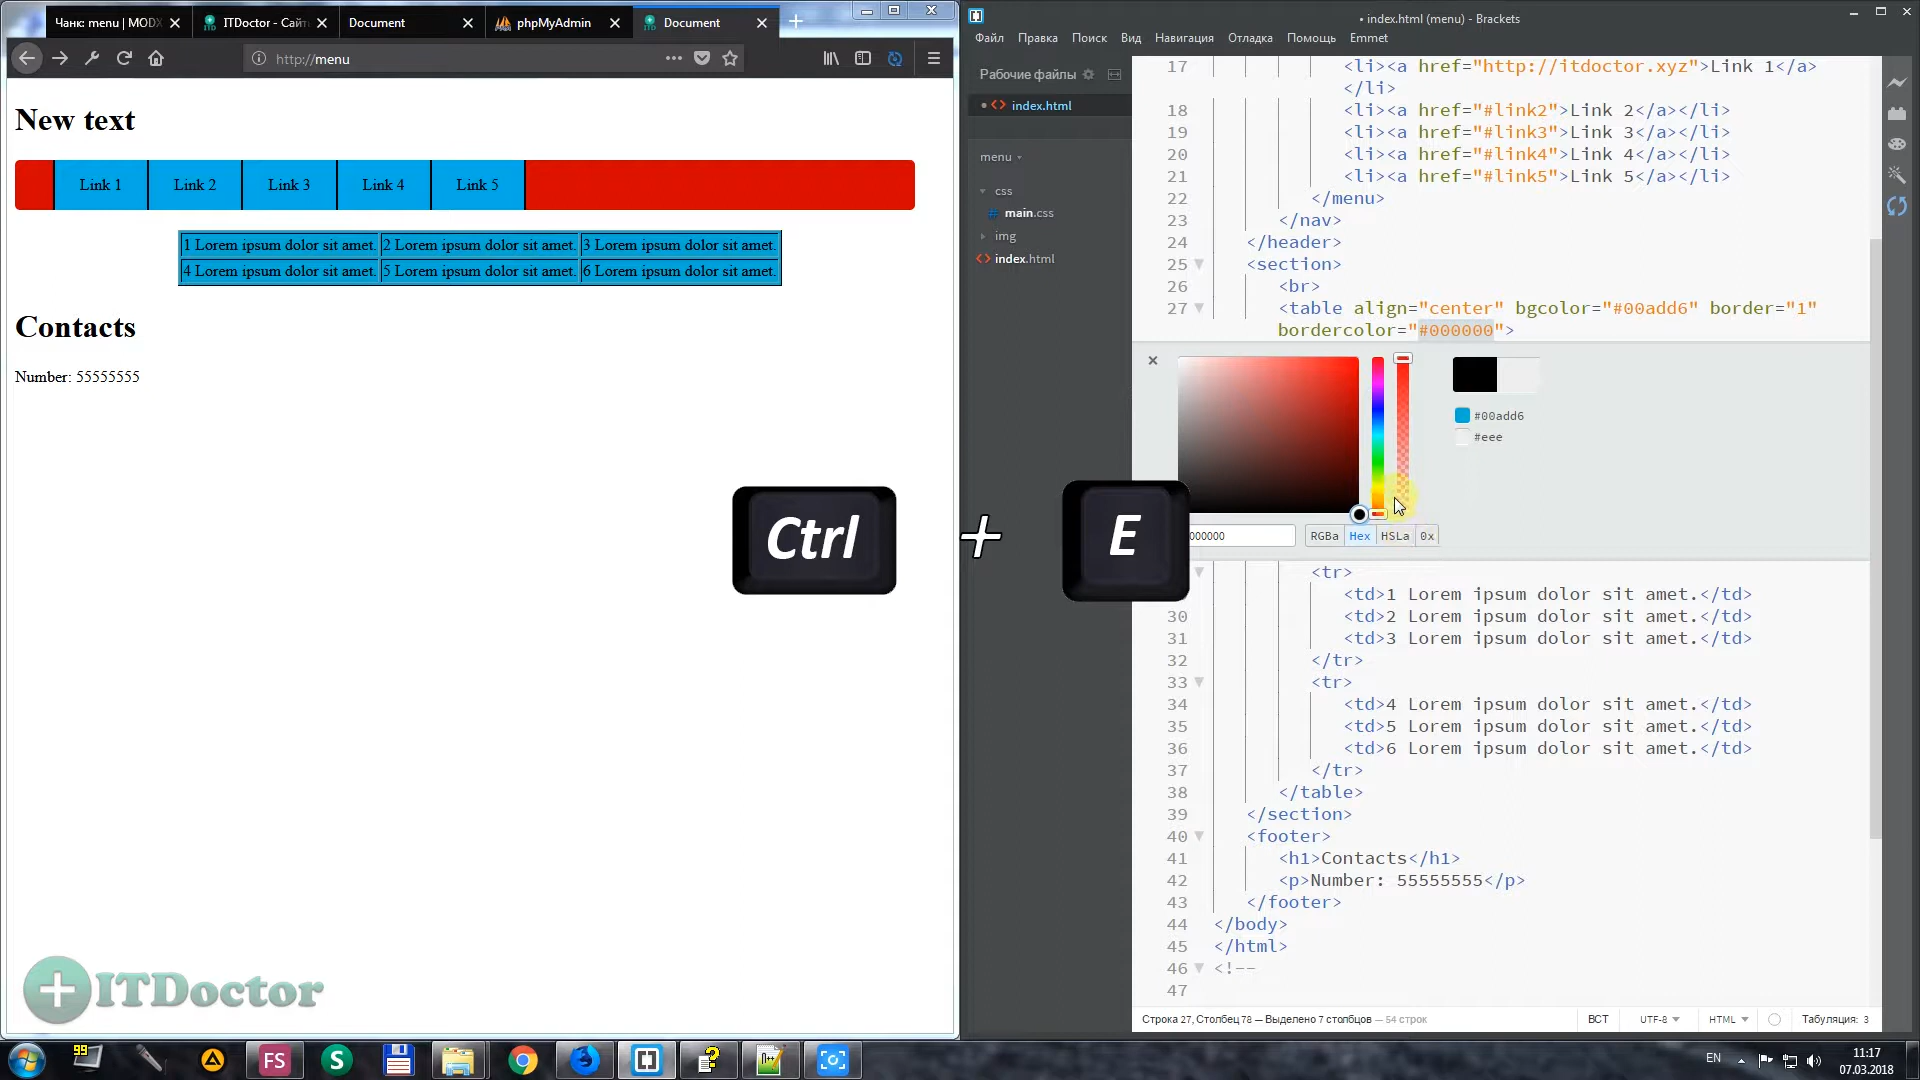 Чанк: menu | MODX
ITDoctor - Сайт
Document
phpMyAdmin
Document
http://menu
New text
Link 1
Link 2
Link 3
Link 4
Link 5
1 Lorem ipsum dolor sit amet. 2 Lorem ipsum dolor sit amet. 3 Lorem ipsum dolor sit amet.
4 Lorem ipsum dolor sit amet. 5 Lorem ipsum dolor sit amet. 6 Lorem ipsum dolor sit amet.
Contacts
Number: 55555555
Ctrl + E
ITDoctor
• index.html (menu) - Brackets
Файл Правка Поиск Вид Навигация Отладка Помощь Emmet
Рабочие файлы
• index.html
menu
css
main.css
img
index.html
17 <li><a href="http://itdoctor.xyz">Link 1</a>
</li>
18 <li><a href="#link2">Link 2</a></li>
19 <li><a href="#link3">Link 3</a></li>
20 <li><a href="#link4">Link 4</a></li>
21 <li><a href="#link5">Link 5</a></li>
22 </menu>
23 </nav>
24 </header>
25 <section>
26 <br>
27 <table align="center" bgcolor="#00add6" border="1"
bordercolor="#000000">
#00add6
#eee
000000
RGBa Hex HSLa 0x
<tr>
<td>1 Lorem ipsum dolor sit amet.</td>
30 <td>2 Lorem ipsum dolor sit amet.</td>
31 <td>3 Lorem ipsum dolor sit amet.</td>
32 </tr>
33 <tr>
34 <td>4 Lorem ipsum dolor sit amet.</td>
35 <td>5 Lorem ipsum dolor sit amet.</td>
36 <td>6 Lorem ipsum dolor sit amet.</td>
37 </tr>
38 </table>
39 </section>
40 <footer>
41 <h1>Contacts</h1>
42 <p>Number: 55555555</p>
43 </footer>
44 </body>
45 </html>
46 <!--
47
Строка 27, Столбец 78 — Выделено 7 столбцов — 54 строк
ВСТ
UTF-8
HTML
Табуляция: 3
99
FS
S
EN
11:17
07.03.2018